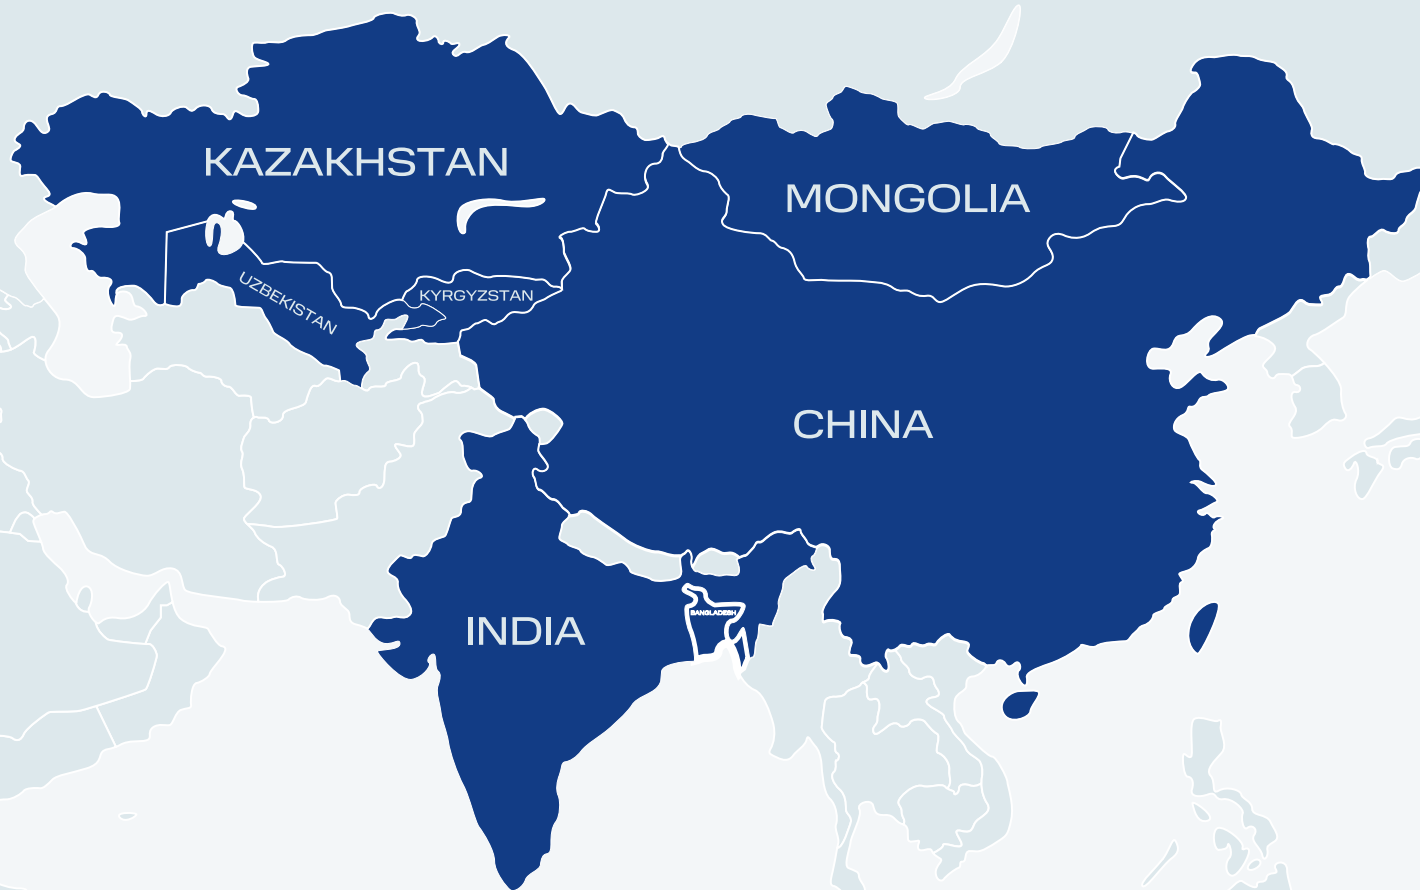 KAZAKHSTAN
MONGOLIA
UZBEKISTAN
KYRGYZSTAN
CHINA
BANGLADESH
INDIA